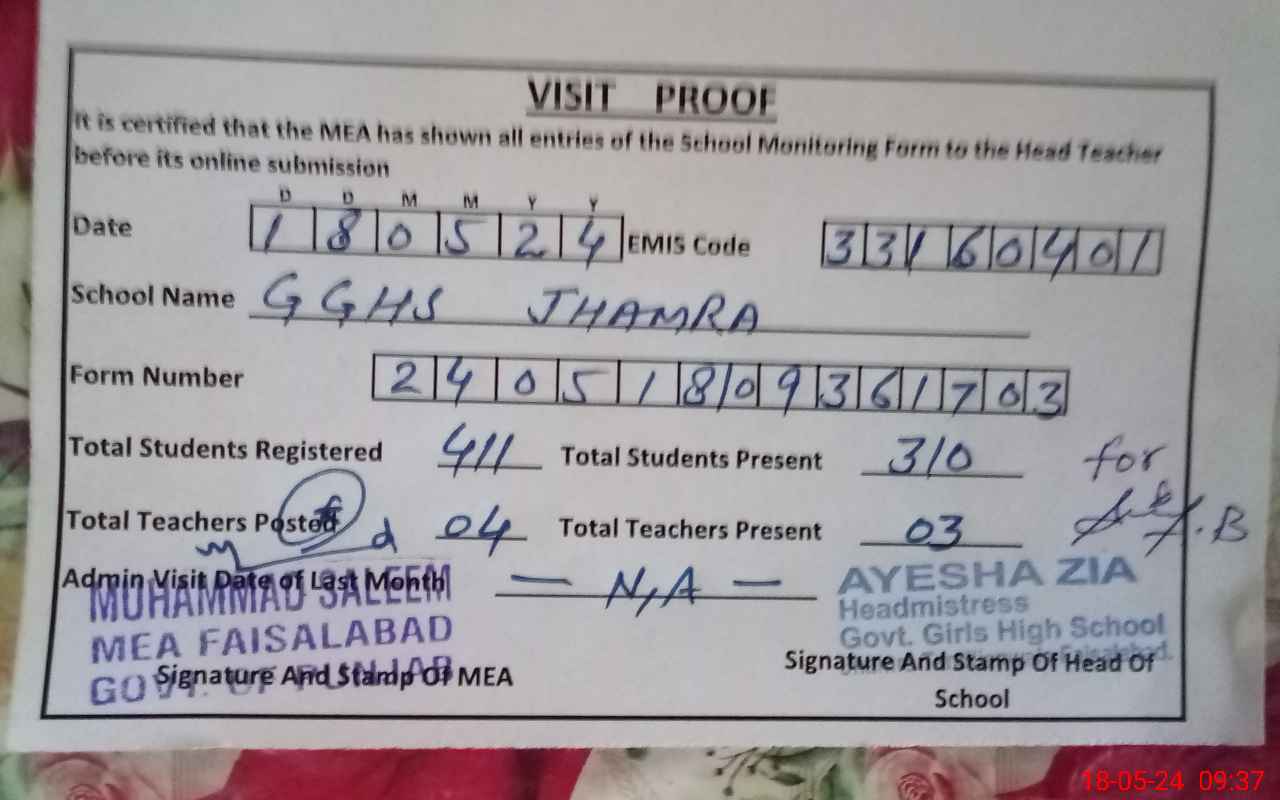 VISIT PROOF
It is certified that the MEA has shown all entries of the School Monitoring Form to the Head Teacher
before its online submission
D D M M Y Y
Date 1 8 0 5 2 4 EMIS Code 3 3 1 6 0 4 0 1
School Name GGHS JHAMRA
Form Number 2 4 0 5 1 8 0 9 3 6 1 7 0 3
Total Students Registered 411 Total Students Present 310 for
Total Teachers Posted 04 Total Teachers Present 03
Admin Visit Date of Last Month — N,A —
MUHAMMAD SALEEM
MEA FAISALABAD
GOVT. OF PUNJAB
AYESHA ZIA
Headmistress
Govt. Girls High School
Signature And Stamp Of MEA
Signature And Stamp Of Head Of
School
18-05-24 09:37